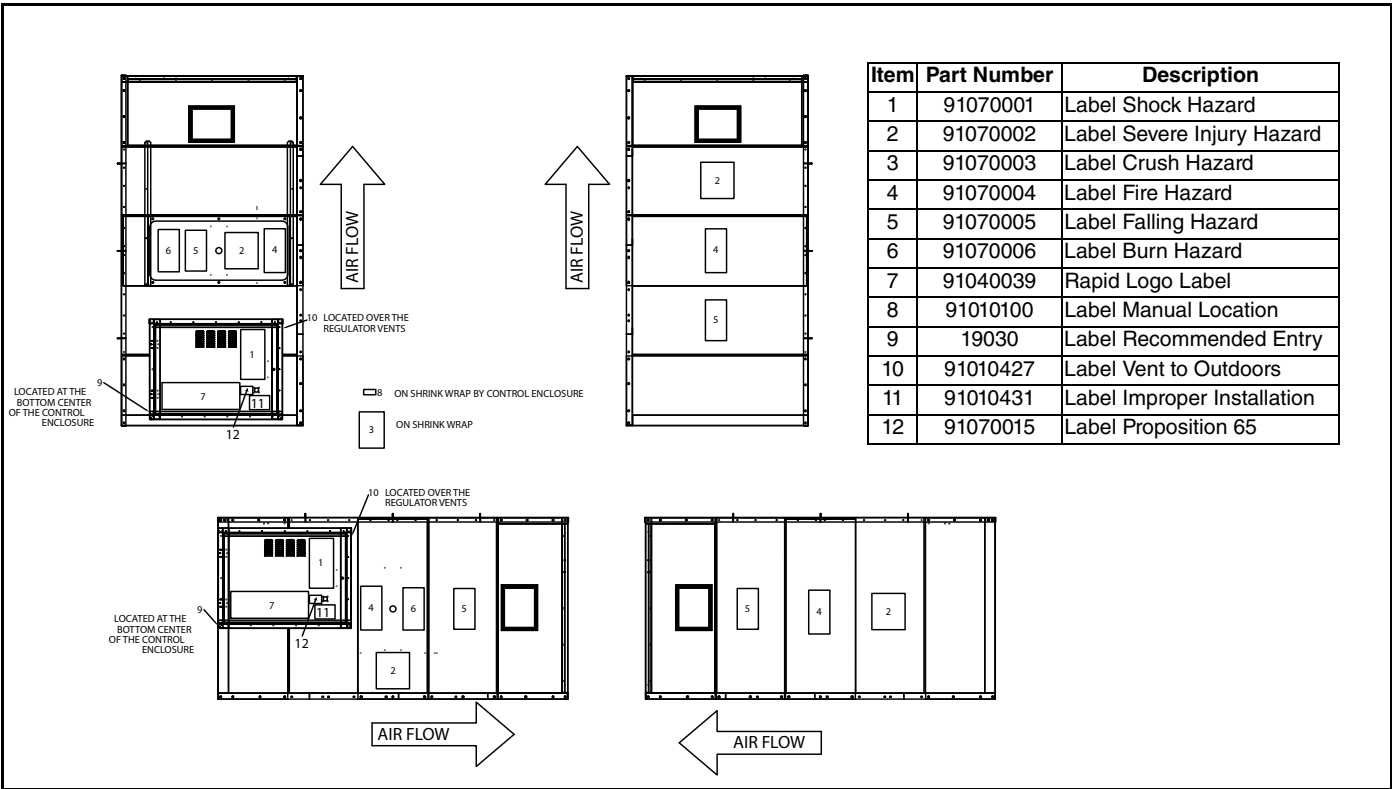 Item Part Number Description
1 91070001 Label Shock Hazard
2 91070002 Label Severe Injury Hazard
3 91070003 Label Crush Hazard
4 91070004 Label Fire Hazard
5 91070005 Label Falling Hazard
6 91070006 Label Burn Hazard
7 91040039 Rapid Logo Label
8 91010100 Label Manual Location
9 19030 Label Recommended Entry
10 91010427 Label Vent to Outdoors
11 91010431 Label Improper Installation
12 91070015 Label Proposition 65
AIR FLOW
6 5 2 4
10 LOCATED OVER THE
REGULATOR VENTS
1
9
LOCATED AT THE
BOTTOM CENTER
OF THE CONTROL
ENCLOSURE
7
11
12
8 ON SHRINK WRAP BY CONTROL ENCLOSURE
3 ON SHRINK WRAP
AIR FLOW
2
4
5
10 LOCATED OVER THE
REGULATOR VENTS
1
9
LOCATED AT THE
BOTTOM CENTER
OF THE CONTROL
ENCLOSURE
7
11
12
4 6 5
2
AIR FLOW
5 4 2
AIR FLOW